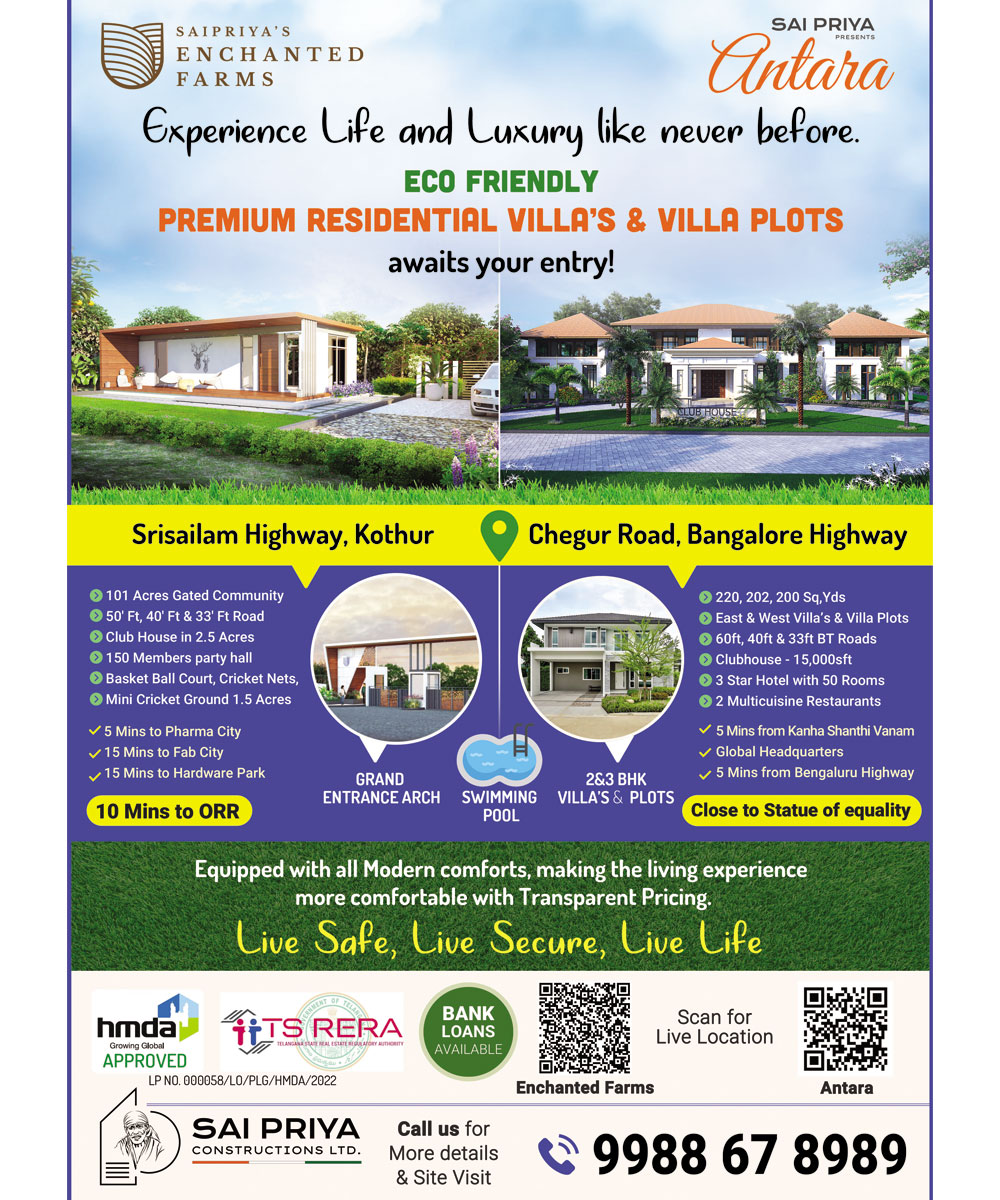 SAIPRIYA'S
ENCHANTED
FARMS
SAI PRIYA
PRESENTS
Antara
Experience Life and Luxury like never before.
ECO FRIENDLY
PREMIUM RESIDENTIAL VILLA'S & VILLA PLOTS
awaits your entry!
CLUB HOUSE
Srisailam Highway, Kothur
Chegur Road, Bangalore Highway
101 Acres Gated Community
50' Ft, 40' Ft & 33' Ft Road
Club House in 2.5 Acres
150 Members party hall
Basket Ball Court, Cricket Nets,
Mini Cricket Ground 1.5 Acres
5 Mins to Pharma City
15 Mins to Fab City
15 Mins to Hardware Park
10 Mins to ORR
GRAND
ENTRANCE ARCH
SWIMMING
POOL
2&3 BHK
VILLA'S & PLOTS
220, 202, 200 Sq,Yds
East & West Villa's & Villa Plots
60ft, 40ft & 33ft BT Roads
Clubhouse - 15,000sft
3 Star Hotel with 50 Rooms
2 Multicuisine Restaurants
5 Mins from Kanha Shanthi Vanam
Global Headquarters
5 Mins from Bengaluru Highway
Close to Statue of equality
Equipped with all Modern comforts, making the living experience
more comfortable with Transparent Pricing.
Live Safe, Live Secure, Live Life
hmda
Growing Global
APPROVED
TS RERA
TELANGANA STATE REAL ESTATE REGULATORY AUTHORITY
LP NO. 000058/LO/PLG/HMDA/2022
BANK
LOANS
AVAILABLE
Enchanted Farms
Scan for
Live Location
Antara
SAI PRIYA
CONSTRUCTIONS LTD.
Call us for
More details
& Site Visit
9988 67 8989